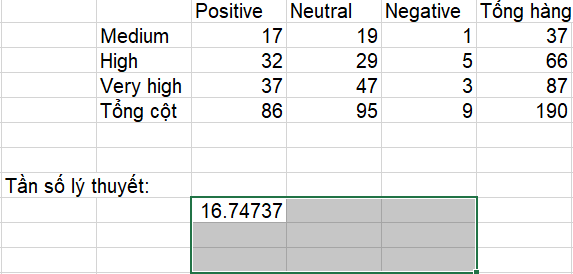 Positive Neutral Negative Tổng hàng
Medium 17 19 1 37
High 32 29 5 66
Very high 37 47 3 87
Tổng cột 86 95 9 190
Tần số lý thuyết:
16.74737